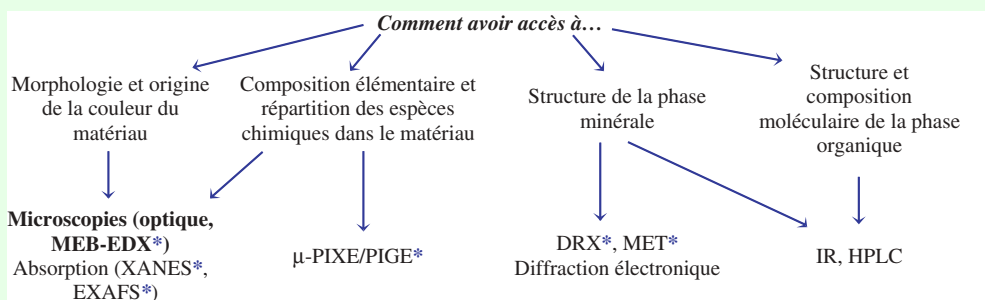 Comment avoir accès à…
Morphologie et origine
de la couleur du
matériau
Composition élémentaire et
répartition des espèces
chimiques dans le matériau
Structure de la phase
minérale
Structure et
composition
moléculaire de la phase
organique
Microscopies (optique,
MEB-EDX*)
Absorption (XANES*,
EXAFS*)
µ-PIXE/PIGE*
DRX*, MET*
Diffraction électronique
IR, HPLC